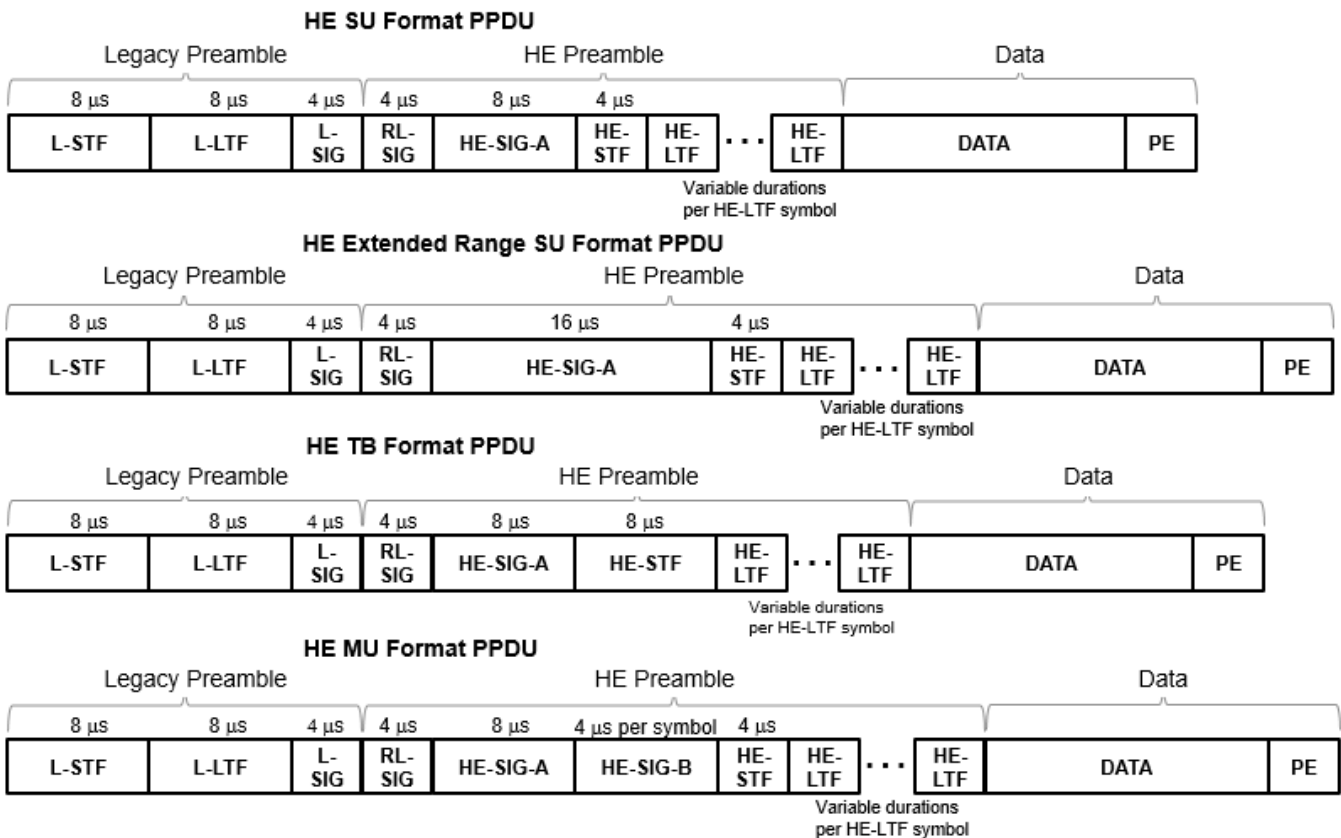 HE SU Format PPDU
Legacy Preamble HE Preamble Data
8 μs 8 μs 4 μs 4 μs 8 μs 4 μs
L-STF L-LTF L-SIG RL-SIG HE-SIG-A HE-STF HE-LTF ... HE-LTF DATA PE
Variable durations
per HE-LTF symbol
HE Extended Range SU Format PPDU
Legacy Preamble HE Preamble Data
8 μs 8 μs 4 μs 4 μs 16 μs 4 μs
L-STF L-LTF L-SIG RL-SIG HE-SIG-A HE-STF HE-LTF ... HE-LTF DATA PE
Variable durations
per HE-LTF symbol
HE TB Format PPDU
Legacy Preamble HE Preamble Data
8 μs 8 μs 4 μs 4 μs 8 μs 8 μs
L-STF L-LTF L-SIG RL-SIG HE-SIG-A HE-STF HE-LTF ... HE-LTF DATA PE
Variable durations
per HE-LTF symbol
HE MU Format PPDU
Legacy Preamble HE Preamble Data
8 μs 8 μs 4 μs 4 μs 8 μs 4 μs per symbol 4 μs
L-STF L-LTF L-SIG RL-SIG HE-SIG-A HE-SIG-B HE-STF HE-LTF ... HE-LTF DATA PE
Variable durations
per HE-LTF symbol